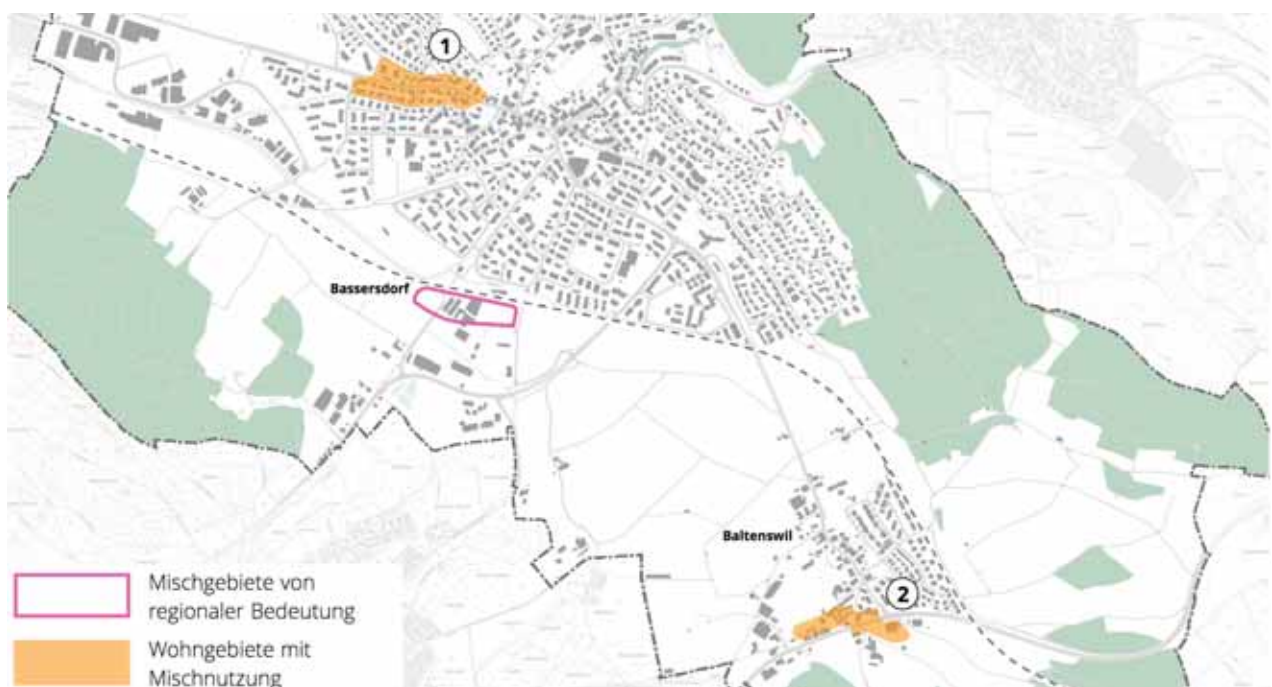 1
Bassersdorf
Baltenswil
2
Mischgebiete von
regionaler Bedeutung
Wohngebiete mit
Mischnutzung